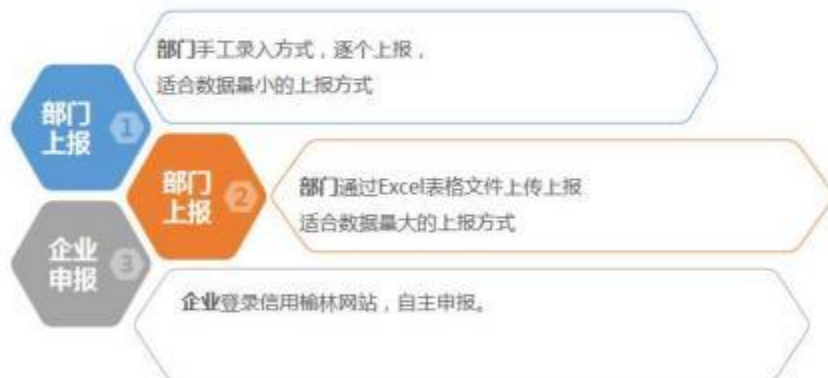 部门手工录入方式，逐个上报，
适合数据量小的上报方式
部门
上报
1
部门
上报
2
部门通过Excel表格文件上传上报
适合数据量大的上报方式
企业
申报
3
企业登录信用榆林网站，自主申报。